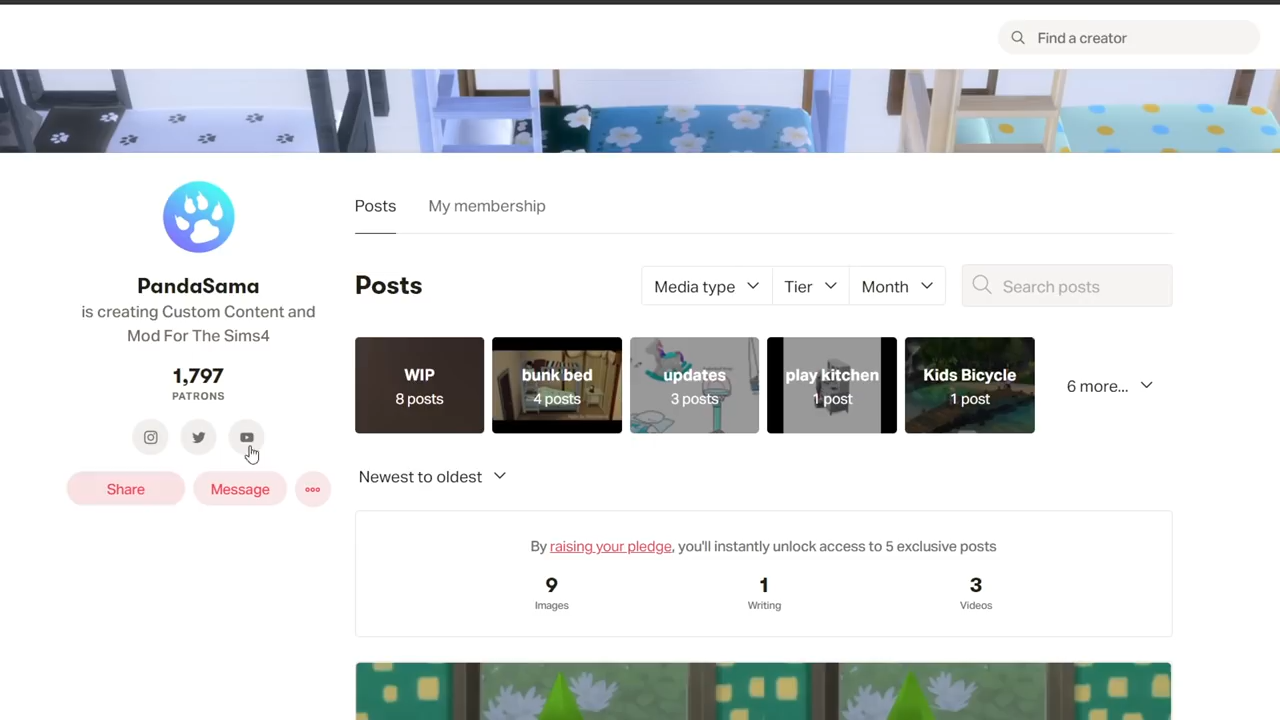 Find a creator
Posts
My membership
PandaSama
is creating Custom Content and
Mod For The Sims4
1,797
PATRONS
Share
Message
Posts
Media type
Tier
Month
Search posts
WIP
8 posts
bunk bed
4 posts
updates
3 posts
play kitchen
1 post
Kids Bicycle
1 post
6 more...
Newest to oldest
By raising your pledge, you'll instantly unlock access to 5 exclusive posts
9
Images
1
Writing
3
Videos